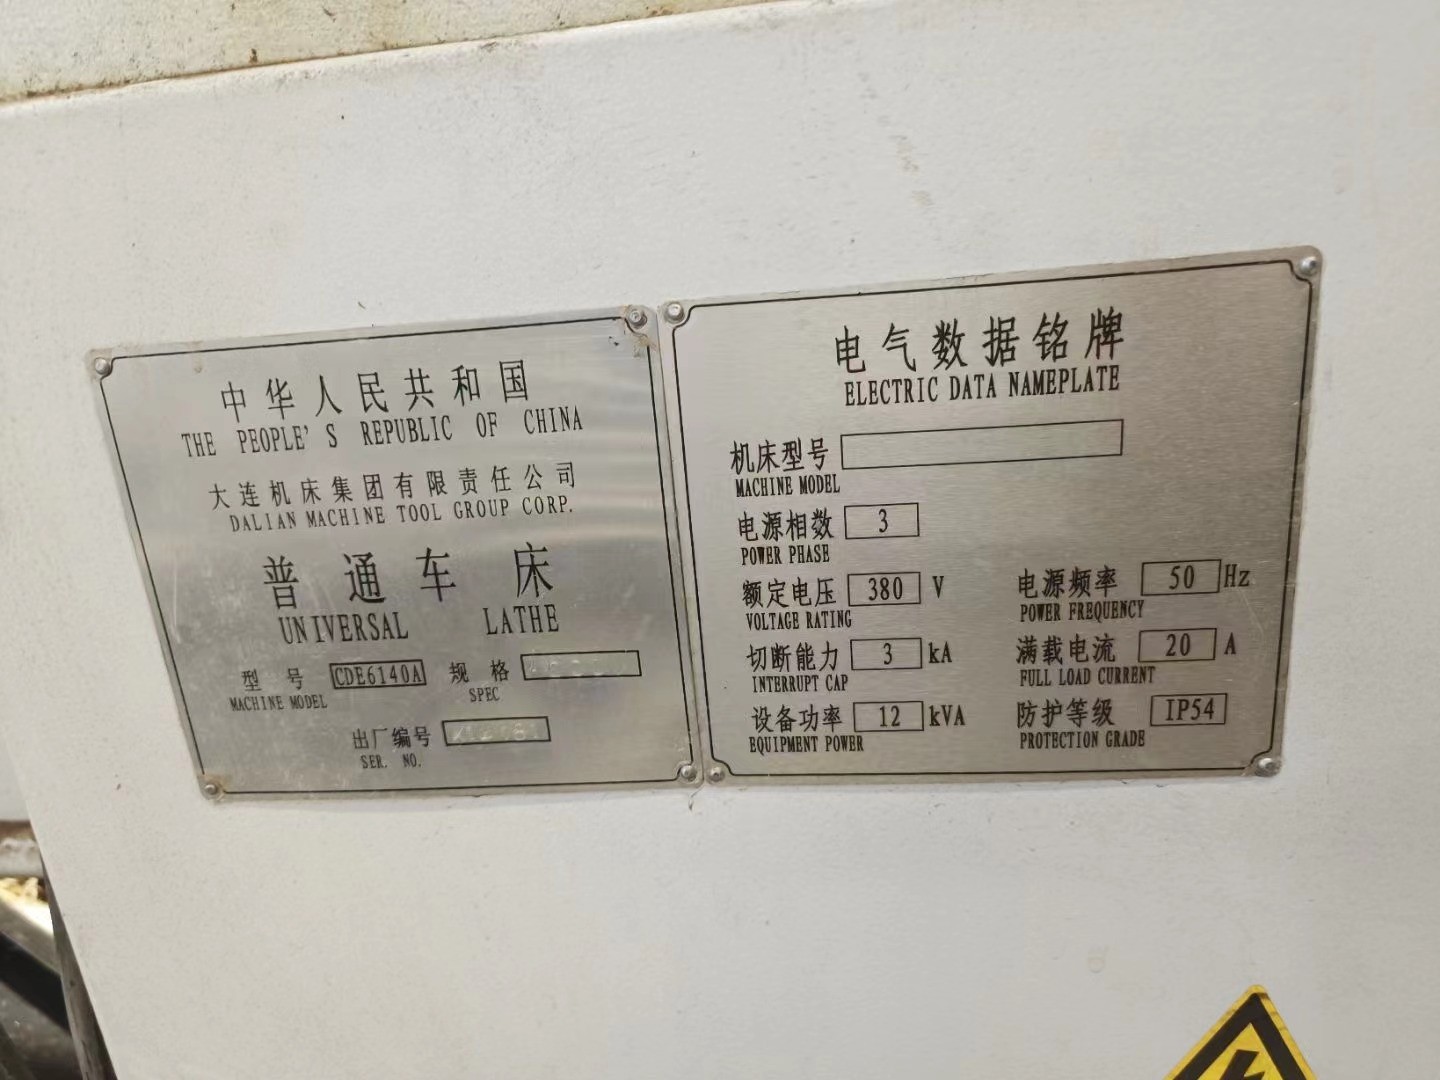 中华人民共和国
THE PEOPLE'S REPUBLIC OF CHINA
大连机床集团有限责任公司
DALIAN MACHINE TOOL GROUP CORP.
普通车床
UNIVERSAL LATHE
型号 CDE6140A 规格
MACHINE MODEL SPEC
出厂编号
SER. NO.
电气数据铭牌
ELECTRIC DATA NAMEPLATE
机床型号
MACHINE MODEL
电源相数 3
POWER PHASE
额定电压 380 V 电源频率 50 Hz
VOLTAGE RATING POWER FREQUENCY
切断能力 3 kA 满载电流 20 A
INTERRUPT CAP FULL LOAD CURRENT
设备功率 12 kVA 防护等级 IP54
EQUIPMENT POWER PROTECTION GRADE